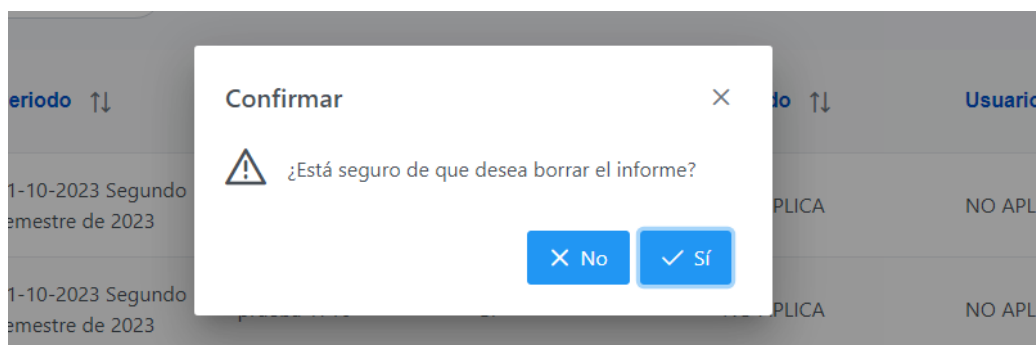 Confirmar
¿Está seguro de que desea borrar el informe?
No
Sí
eriodo
do
Usuario
1-10-2023 Segundo
emestre de 2023
PLICA
NO APL
1-10-2023 Segundo
emestre de 2023
PLICA
NO APL